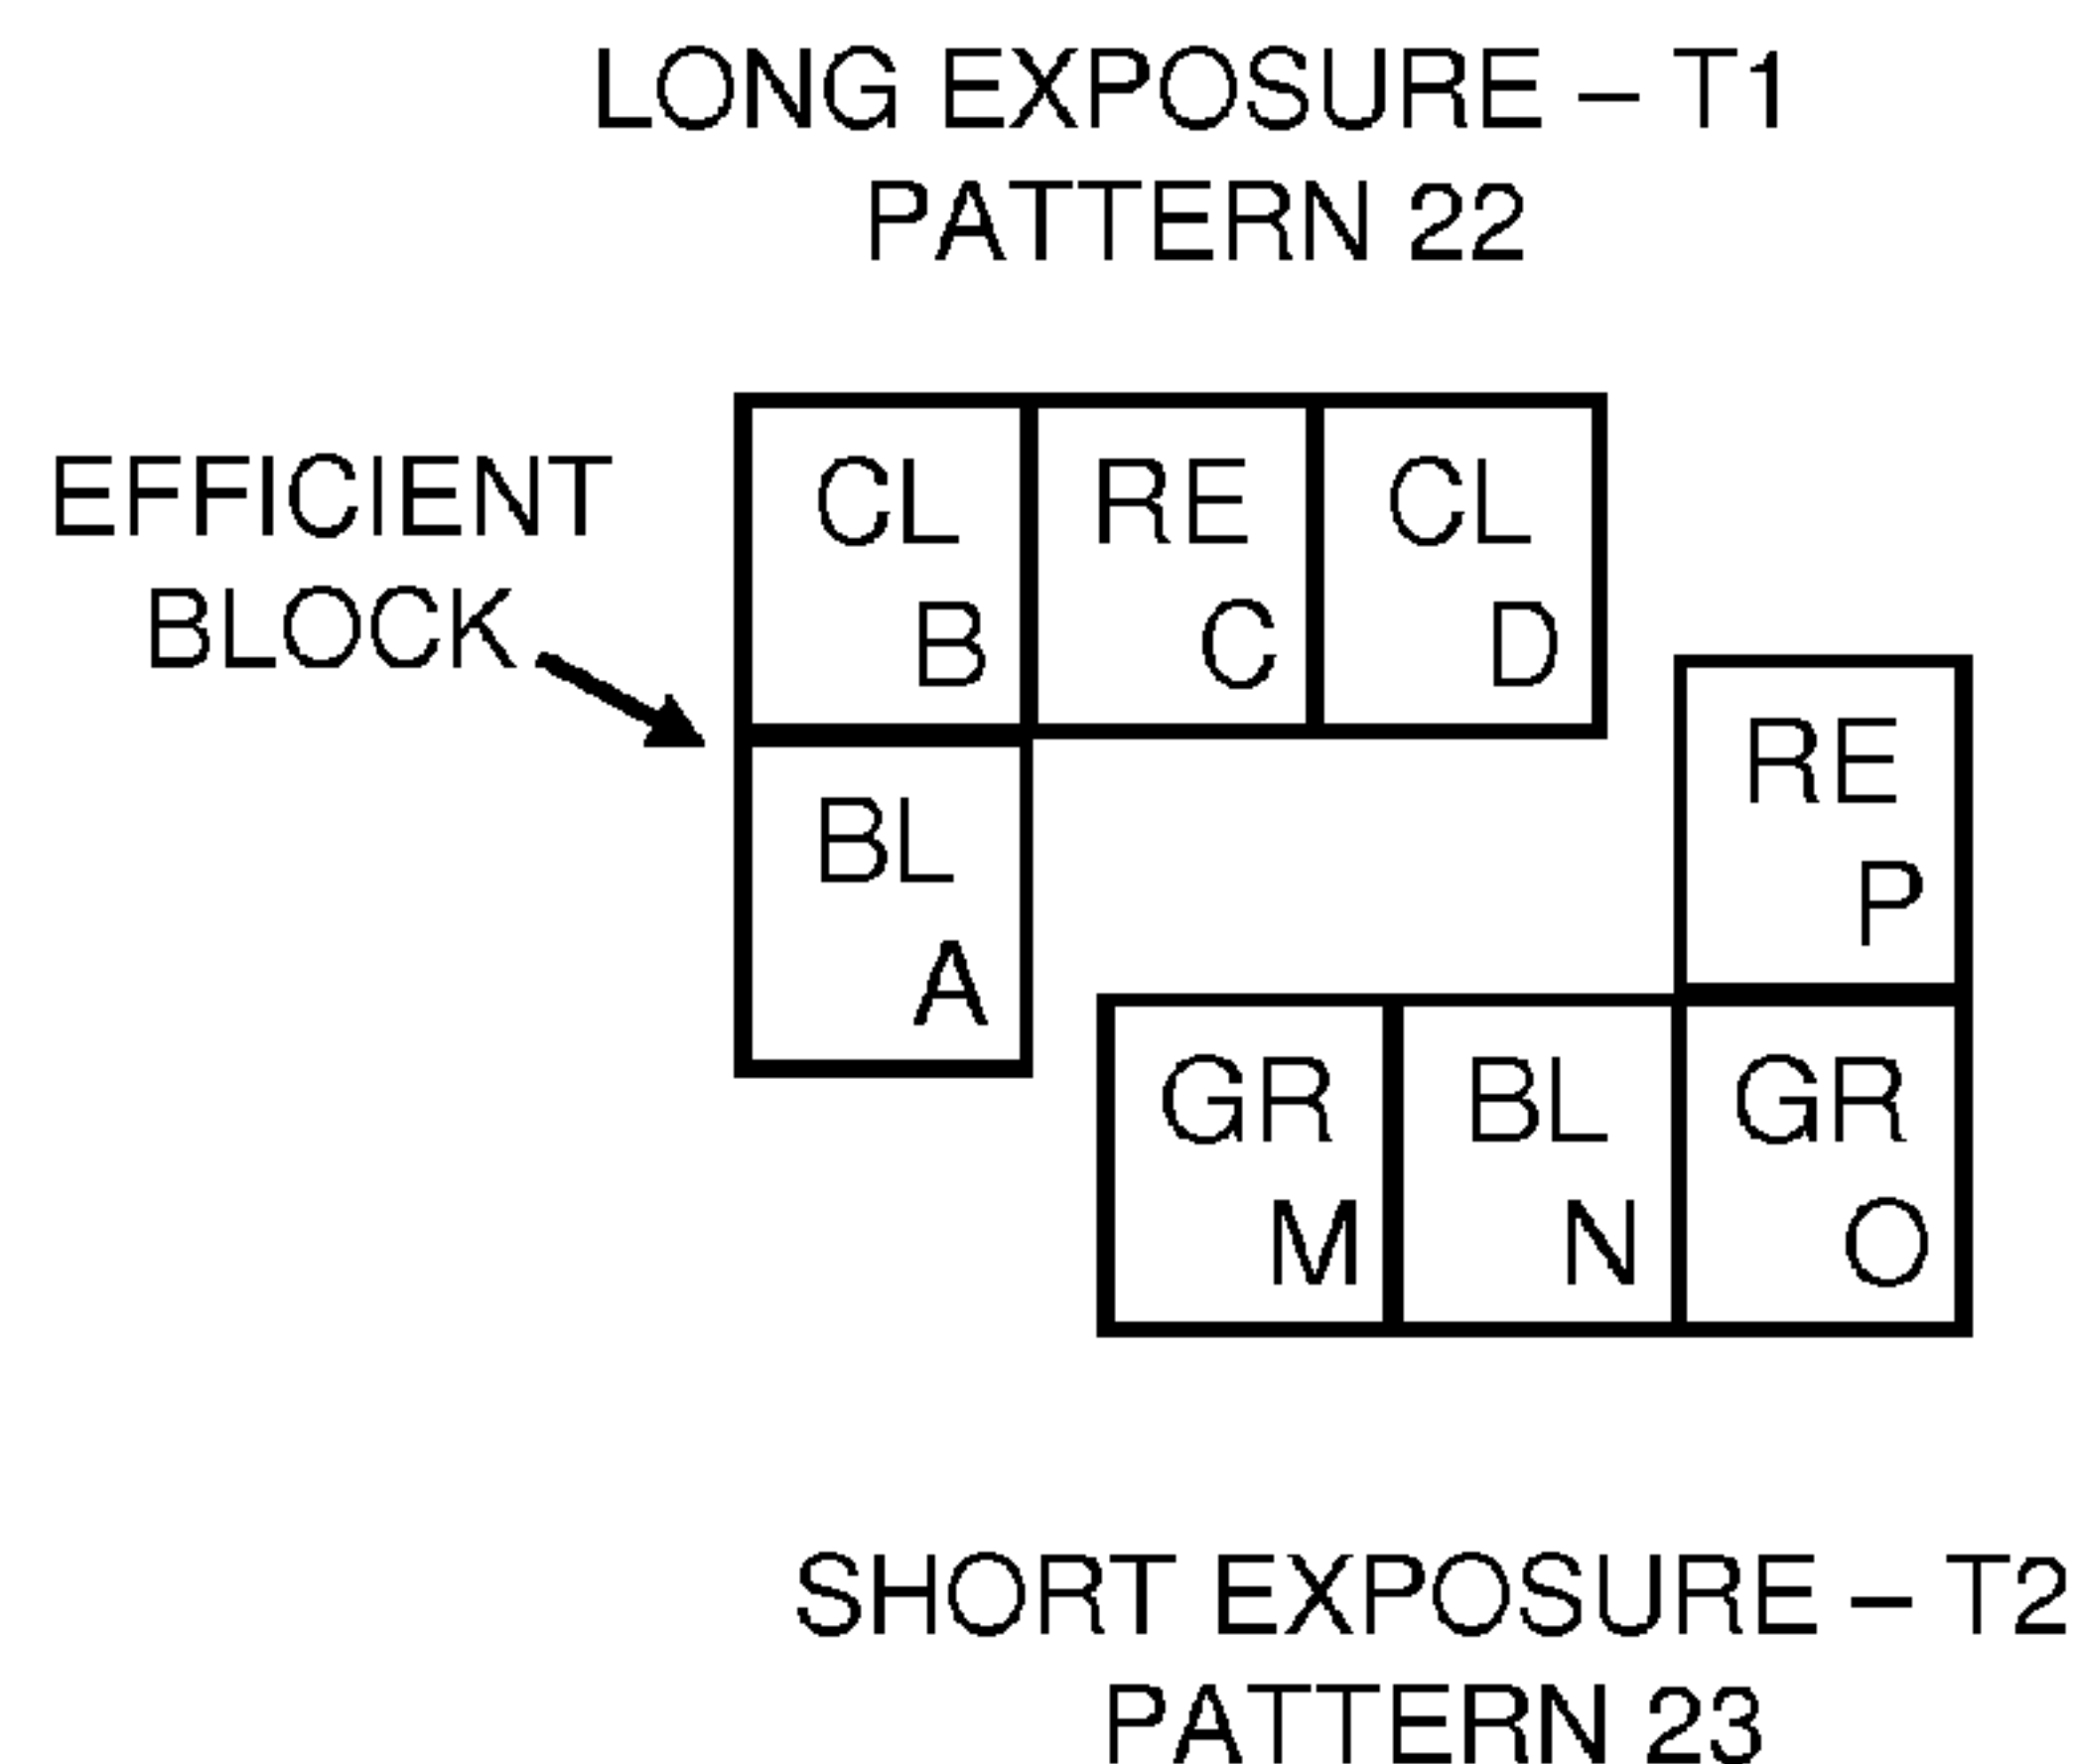 LONG EXPOSURE – T1
PATTERN 22
EFFICIENT
BLOCK
CL RE CL
B C D
RE
P
BL
A
GR BL GR
M N O
SHORT EXPOSURE – T2
PATTERN 23